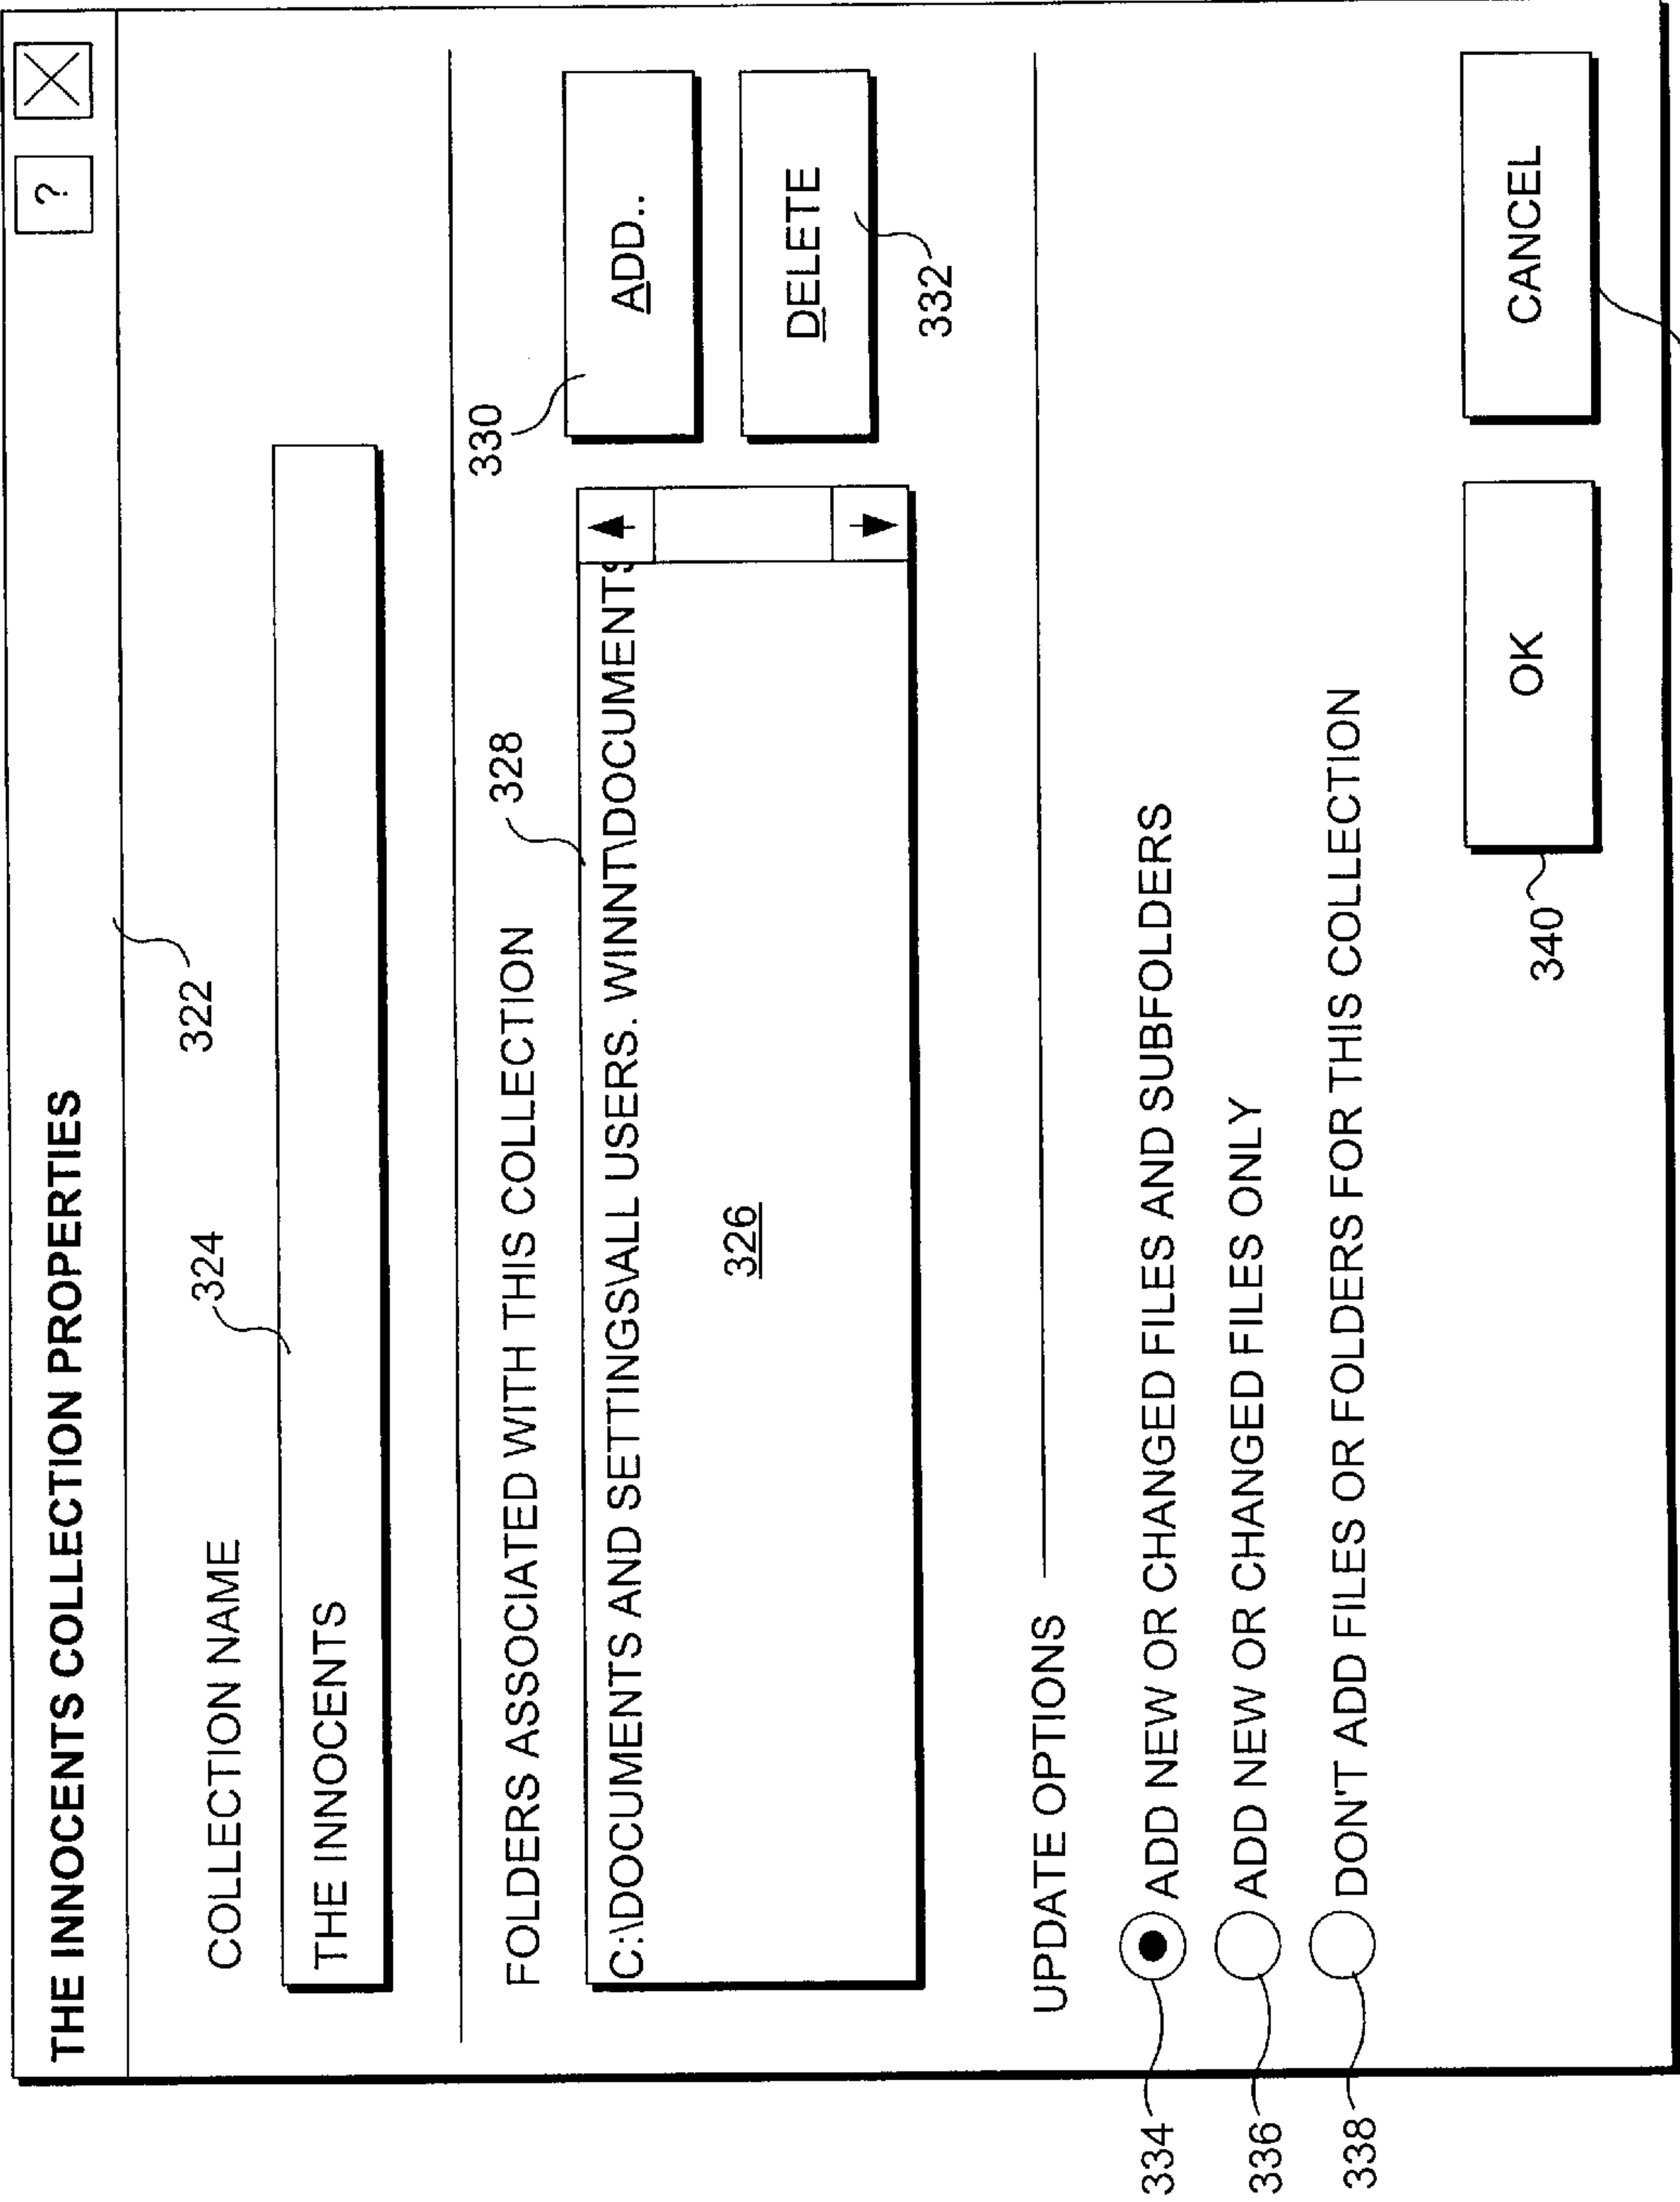 THE INNOCENTS COLLECTION PROPERTIES
?
322
COLLECTION NAME
324
THE INNOCENTS
FOLDERS ASSOCIATED WITH THIS COLLECTION
328
330
C:\DOCUMENTS AND SETTINGS\ALL USERS. WINNT\DOCUMENTS
326
ADD..
DELETE
332
UPDATE OPTIONS
334
ADD NEW OR CHANGED FILES AND SUBFOLDERS
336
ADD NEW OR CHANGED FILES ONLY
338
DON'T ADD FILES OR FOLDERS FOR THIS COLLECTION
340
OK
CANCEL